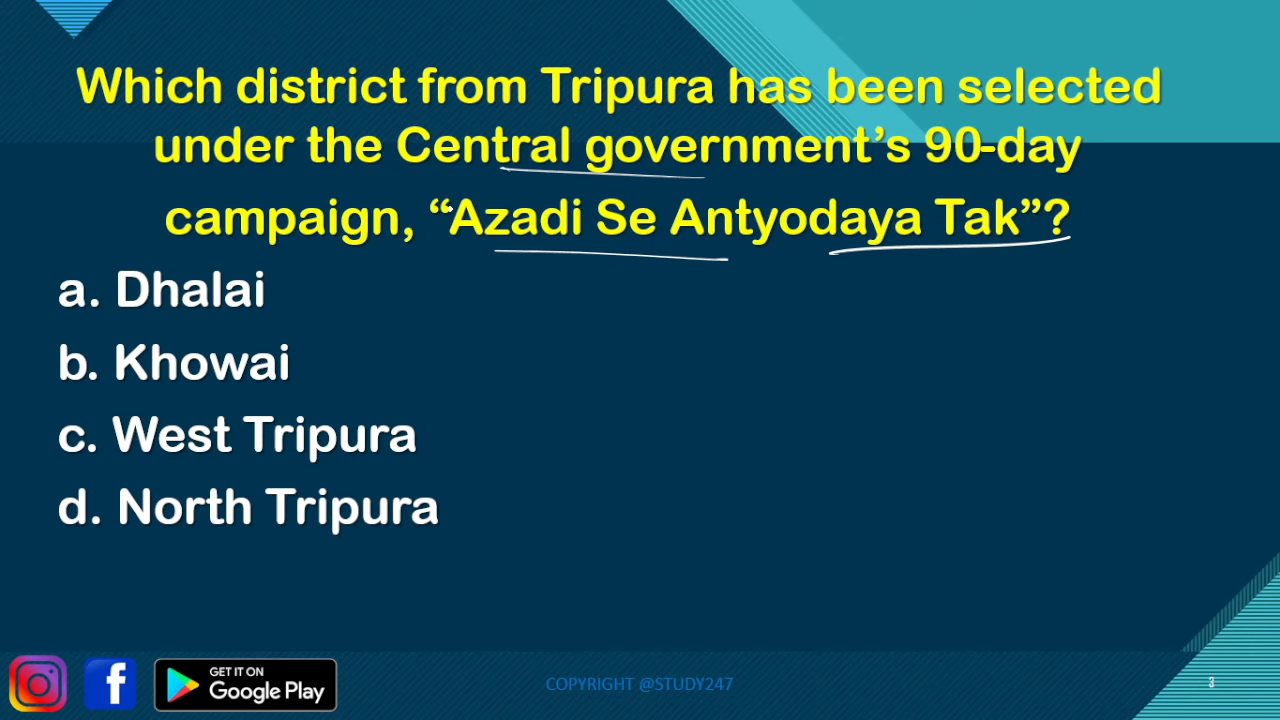 Which district from Tripura has been selected
under the Central government’s 90-day
campaign, “Azadi Se Antyodaya Tak”?
a. Dhalai
b. Khowai
c. West Tripura
d. North Tripura
GET IT ON
Google Play
COPYRIGHT @STUDY247
3